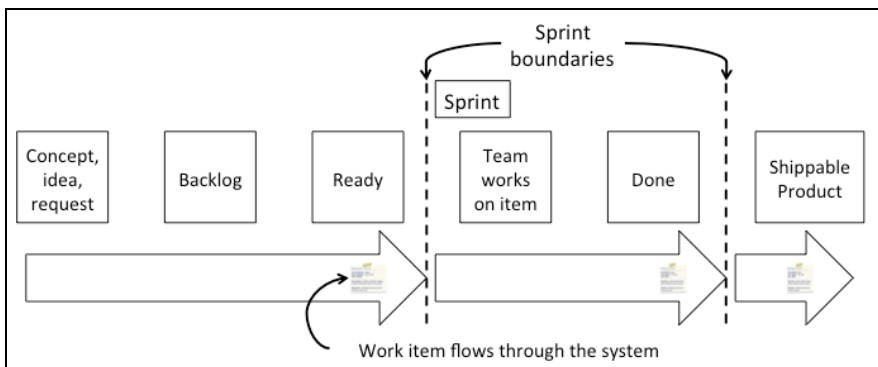 Sprint
boundaries
Sprint
Concept,
idea,
request
Backlog
Ready
Team
works
on item
Done
Shippable
Product
Work item flows through the system